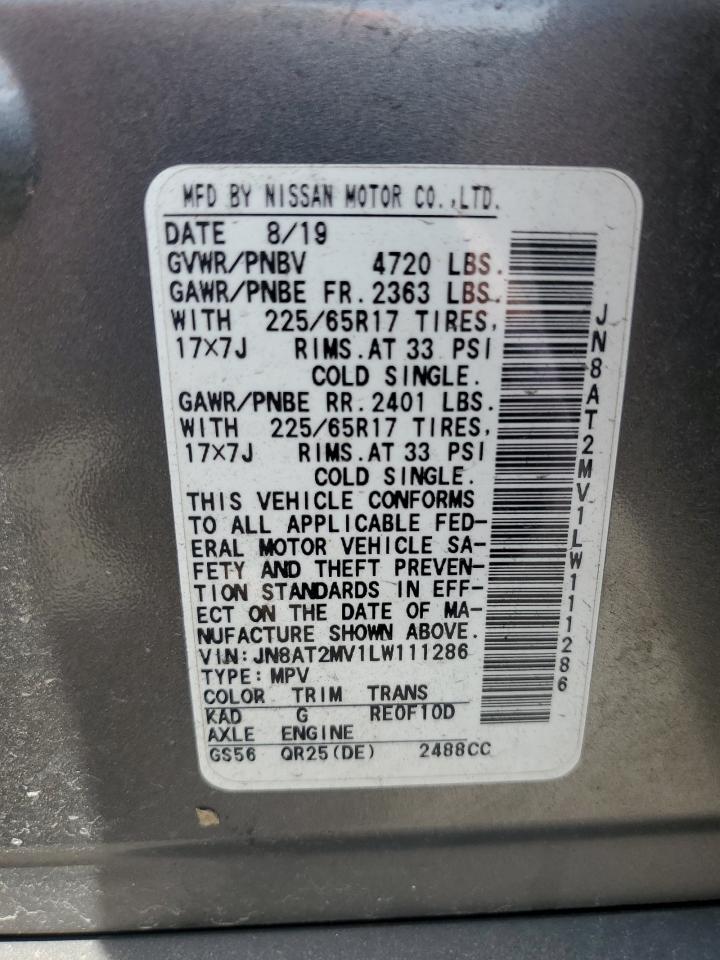 MFD BY NISSAN MOTOR CO.,LTD.
DATE 8/19
GVWR/PNBV 4720 LBS.
GAWR/PNBE FR. 2363 LBS.
WITH 225/65R17 TIRES,
17×7J RIMS. AT 33 PSI
COLD SINGLE.
GAWR/PNBE RR. 2401 LBS.
WITH 225/65R17 TIRES,
17×7J RIMS. AT 33 PSI
COLD SINGLE.
THIS VEHICLE CONFORMS
TO ALL APPLICABLE FED-
ERAL MOTOR VEHICLE SA-
FETY AND THEFT PREVEN-
TION STANDARDS IN EFF-
ECT ON THE DATE OF MA-
NUFACTURE SHOWN ABOVE.
VIN:JN8AT2MV1LW111286
TYPE:MPV
COLOR TRIM TRANS
KAD G RE0F10D
AXLE ENGINE
GS56 QR25(DE) 2488CC
JN8AT2MV1LW111286